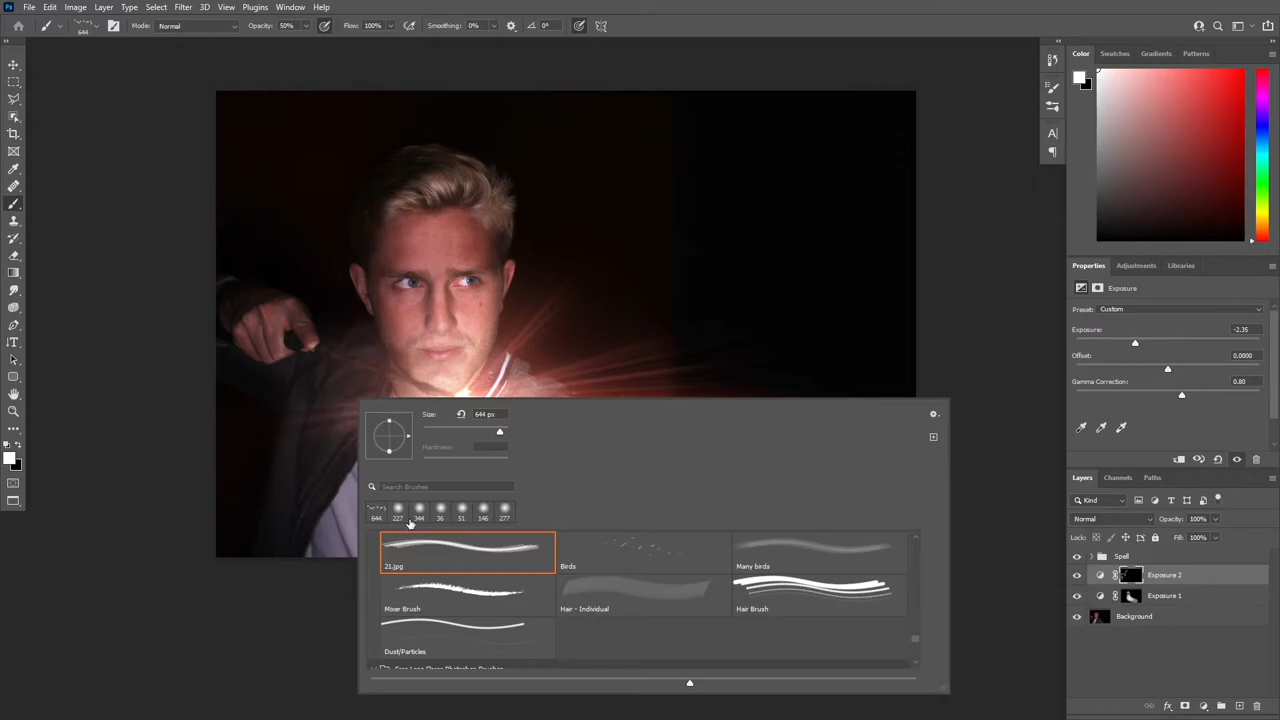 Ps File Edit Image Layer Type Select Filter 3D View Plugins Window Help
644 Mode: Normal Opacity: 50% Flow: 100% Smoothing: 0% 0°
Color Swatches Gradients Patterns
Properties Adjustments Libraries
Exposure
Preset: Custom
Exposure: -2.35
Offset: 0.0000
Gamma Correction: 0.80
Size: 644 px
Hardness:
Search Brushes
644 227 344 36 51 146 277
21.jpg Birds Many birds
Mixer Brush Hair - Individual Hair Brush
Dust/Particles
Layers Channels Paths
Kind
Normal Opacity: 100%
Lock: Fill: 100%
Spell
Exposure 2
Exposure 1
Background